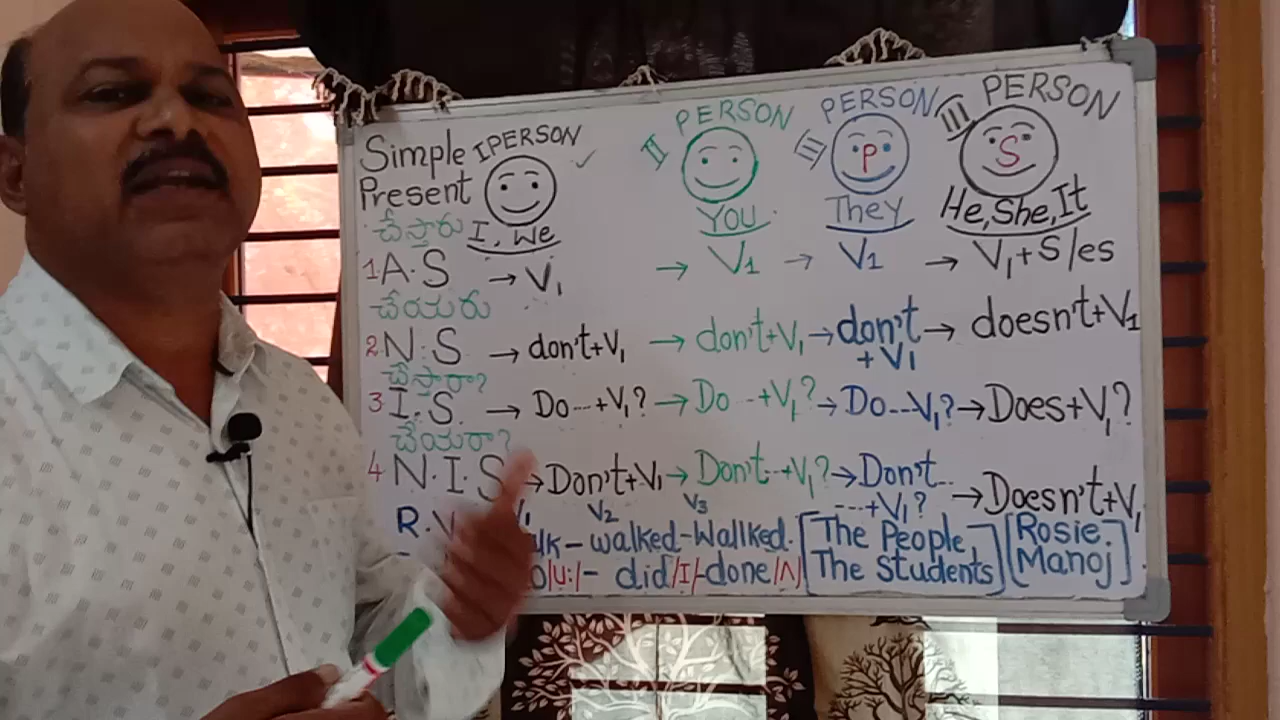 Simple I PERSON II PERSON III PERSON III PERSON
Present
చేస్తారు I, We YOU They P He, She, It S
1. A.S → V1 → V1 → V1 → V1+S/es
చేయరు
2. N.S → don't+V1 → don't+V1 → don't +V1 → doesn't+V1
చేస్తారా?
3 I.S. → Do---+V1? → Do --+V1? → Do---V1? → Does+V1?
చేయరా?
4 N.I.S → Don't+V1 → Don't--+V1? → Don't-- ---+V1? → Doesn't+V1
R.V V1 V2 V3
lk - walked - Wallked. [The People, The Students] [Rosie. Manoj].
o/u:/ - did/I/- done/ʌ/